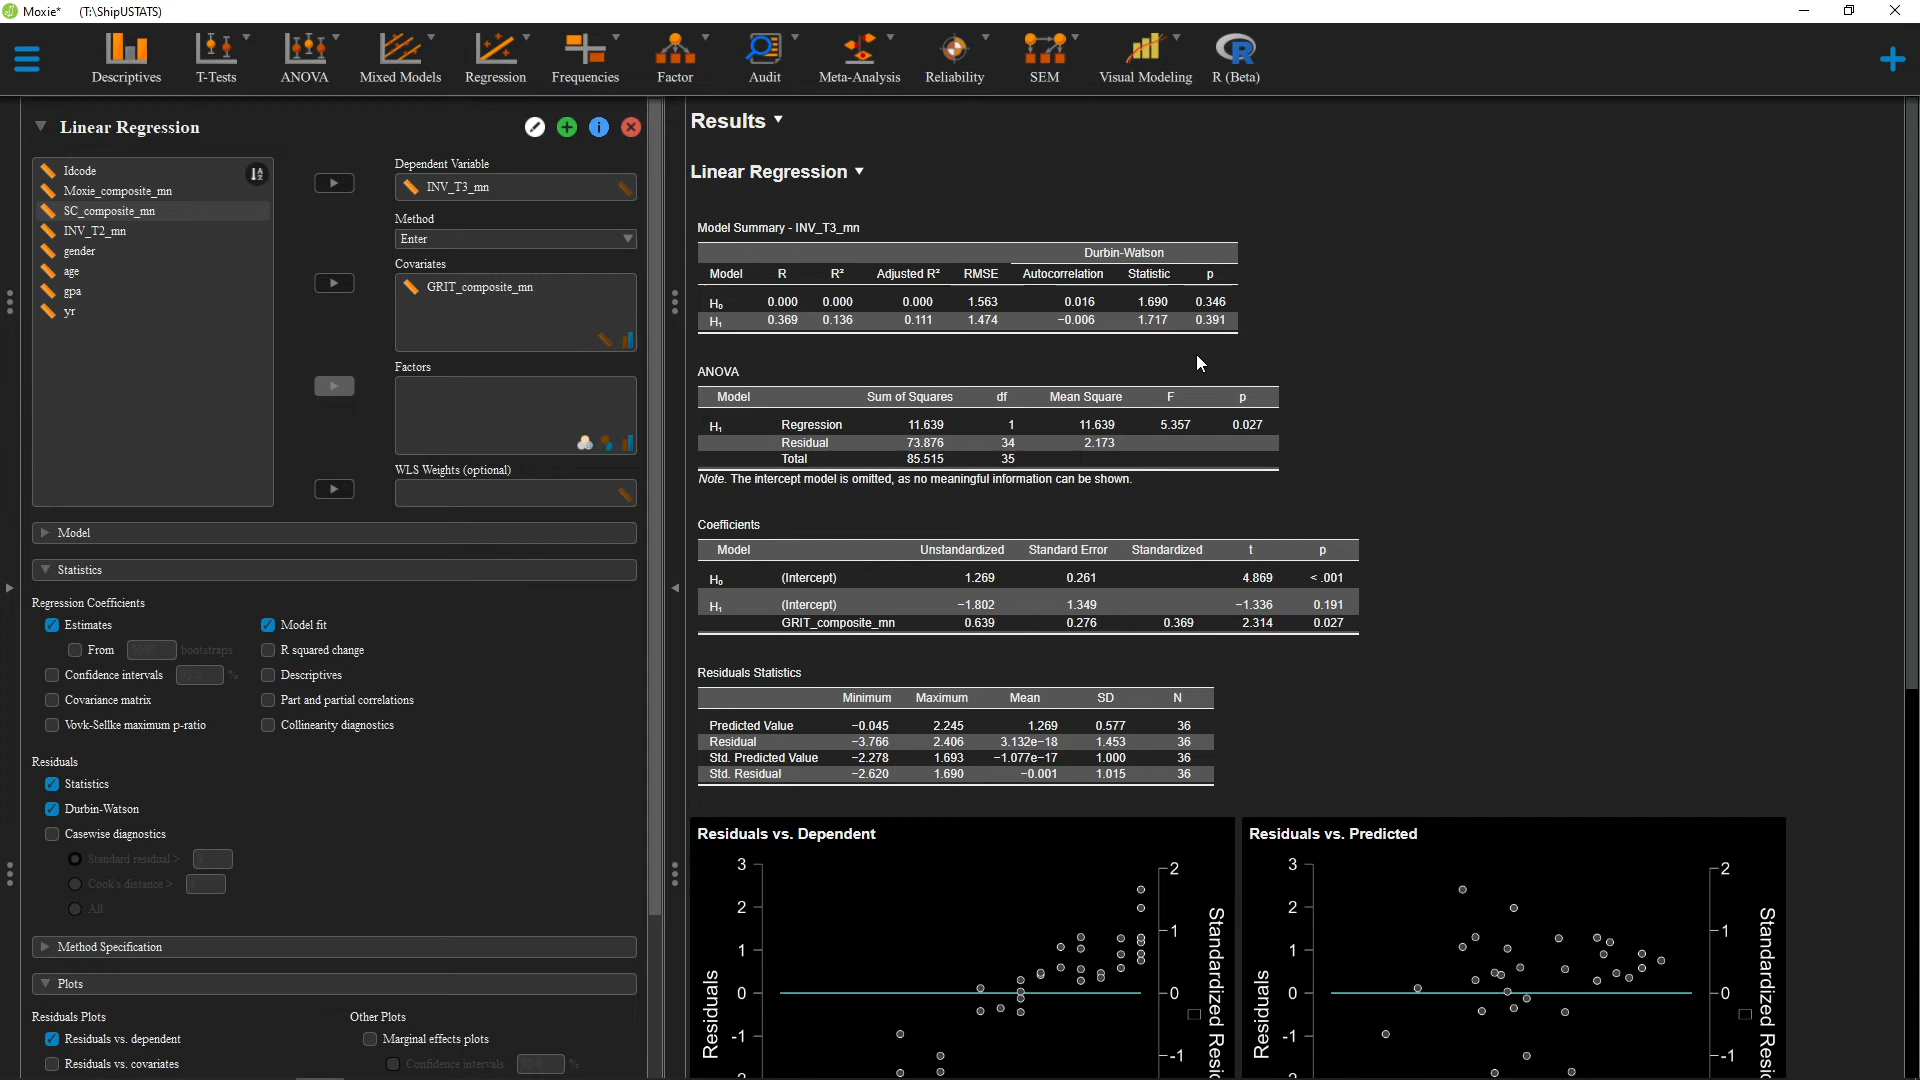 Moxie* (T:\ShipUSTATS)
Descriptives T-Tests ANOVA Mixed Models Regression Frequencies Factor Audit Meta-Analysis Reliability SEM Visual Modeling R (Beta)
Linear Regression
Idcode
Moxie_composite_mn
SC_composite_mn
INV_T2_mn
gender
age
gpa
yr
Dependent Variable
INV_T3_mn
Method
Enter
Covariates
GRIT_composite_mn
Factors
WLS Weights (optional)
Model
Statistics
Regression Coefficients
Estimates
From bootstraps
Confidence intervals %
Covariance matrix
Vovk-Sellke maximum p-ratio
Model fit
R squared change
Descriptives
Part and partial correlations
Collinearity diagnostics
Residuals
Statistics
Durbin-Watson
Casewise diagnostics
Standard residual > 3
Cook's distance >
All
Method Specification
Plots
Residuals Plots
Residuals vs. dependent
Residuals vs. covariates
Other Plots
Marginal effects plots
Confidence intervals %
Results
Linear Regression
Model Summary - INV_T3_mn
Durbin-Watson
Model R R² Adjusted R² RMSE Autocorrelation Statistic p
H₀ 0.000 0.000 0.000 1.563 0.016 1.690 0.346
H₁ 0.369 0.136 0.111 1.474 −0.006 1.717 0.391
ANOVA
Model Sum of Squares df Mean Square F p
H₁ Regression 11.639 1 11.639 5.357 0.027
Residual 73.876 34 2.173
Total 85.515 35
Note. The intercept model is omitted, as no meaningful information can be shown.
Coefficients
Model Unstandardized Standard Error Standardized t p
H₀ (Intercept) 1.269 0.261 4.869 < .001
H₁ (Intercept) −1.802 1.349 −1.336 0.191
GRIT_composite_mn 0.639 0.276 0.369 2.314 0.027
Residuals Statistics
Minimum Maximum Mean SD N
Predicted Value −0.045 2.245 1.269 0.577 36
Residual −3.766 2.406 3.132e−18 1.453 36
Std. Predicted Value −2.278 1.693 −1.077e−17 1.000 36
Std. Residual −2.620 1.690 −0.001 1.015 36
Residuals vs. Dependent
3
2
1
0
-1
Residuals
2
1
0
-1
Standardized Resi
Residuals vs. Predicted
3
2
1
0
-1
Residuals
2
1
0
-1
Standardized Resi